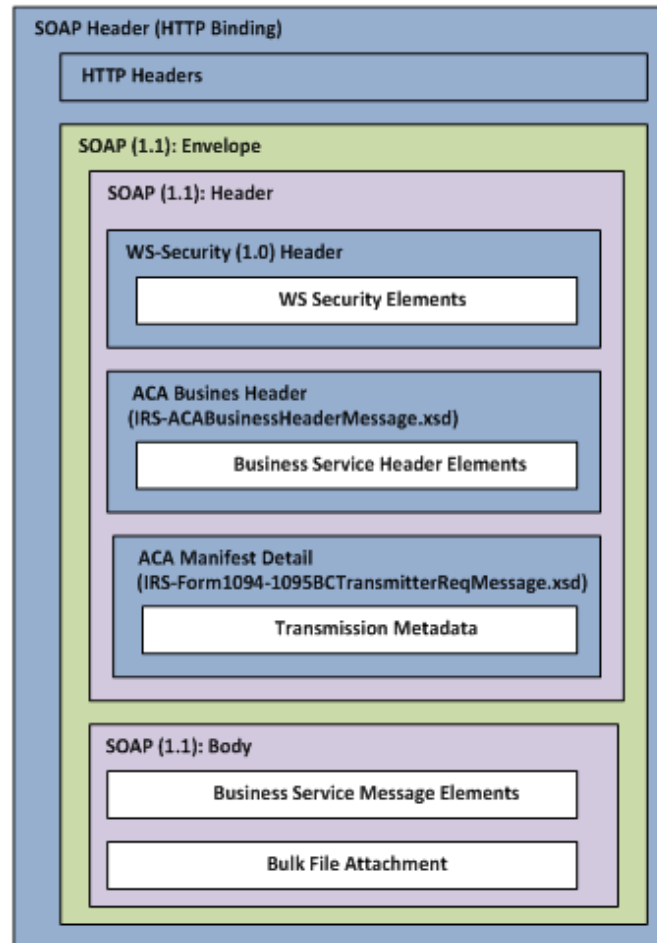 SOAP Header (HTTP Binding)
HTTP Headers
SOAP (1.1): Envelope
SOAP (1.1): Header
WS-Security (1.0) Header
WS Security Elements
ACA Busines Header
(IRS-ACABusinessHeaderMessage.xsd)
Business Service Header Elements
ACA Manifest Detail
(IRS-Form1094-1095BCTransmitterReqMessage.xsd)
Transmission Metadata
SOAP (1.1): Body
Business Service Message Elements
Bulk File Attachment